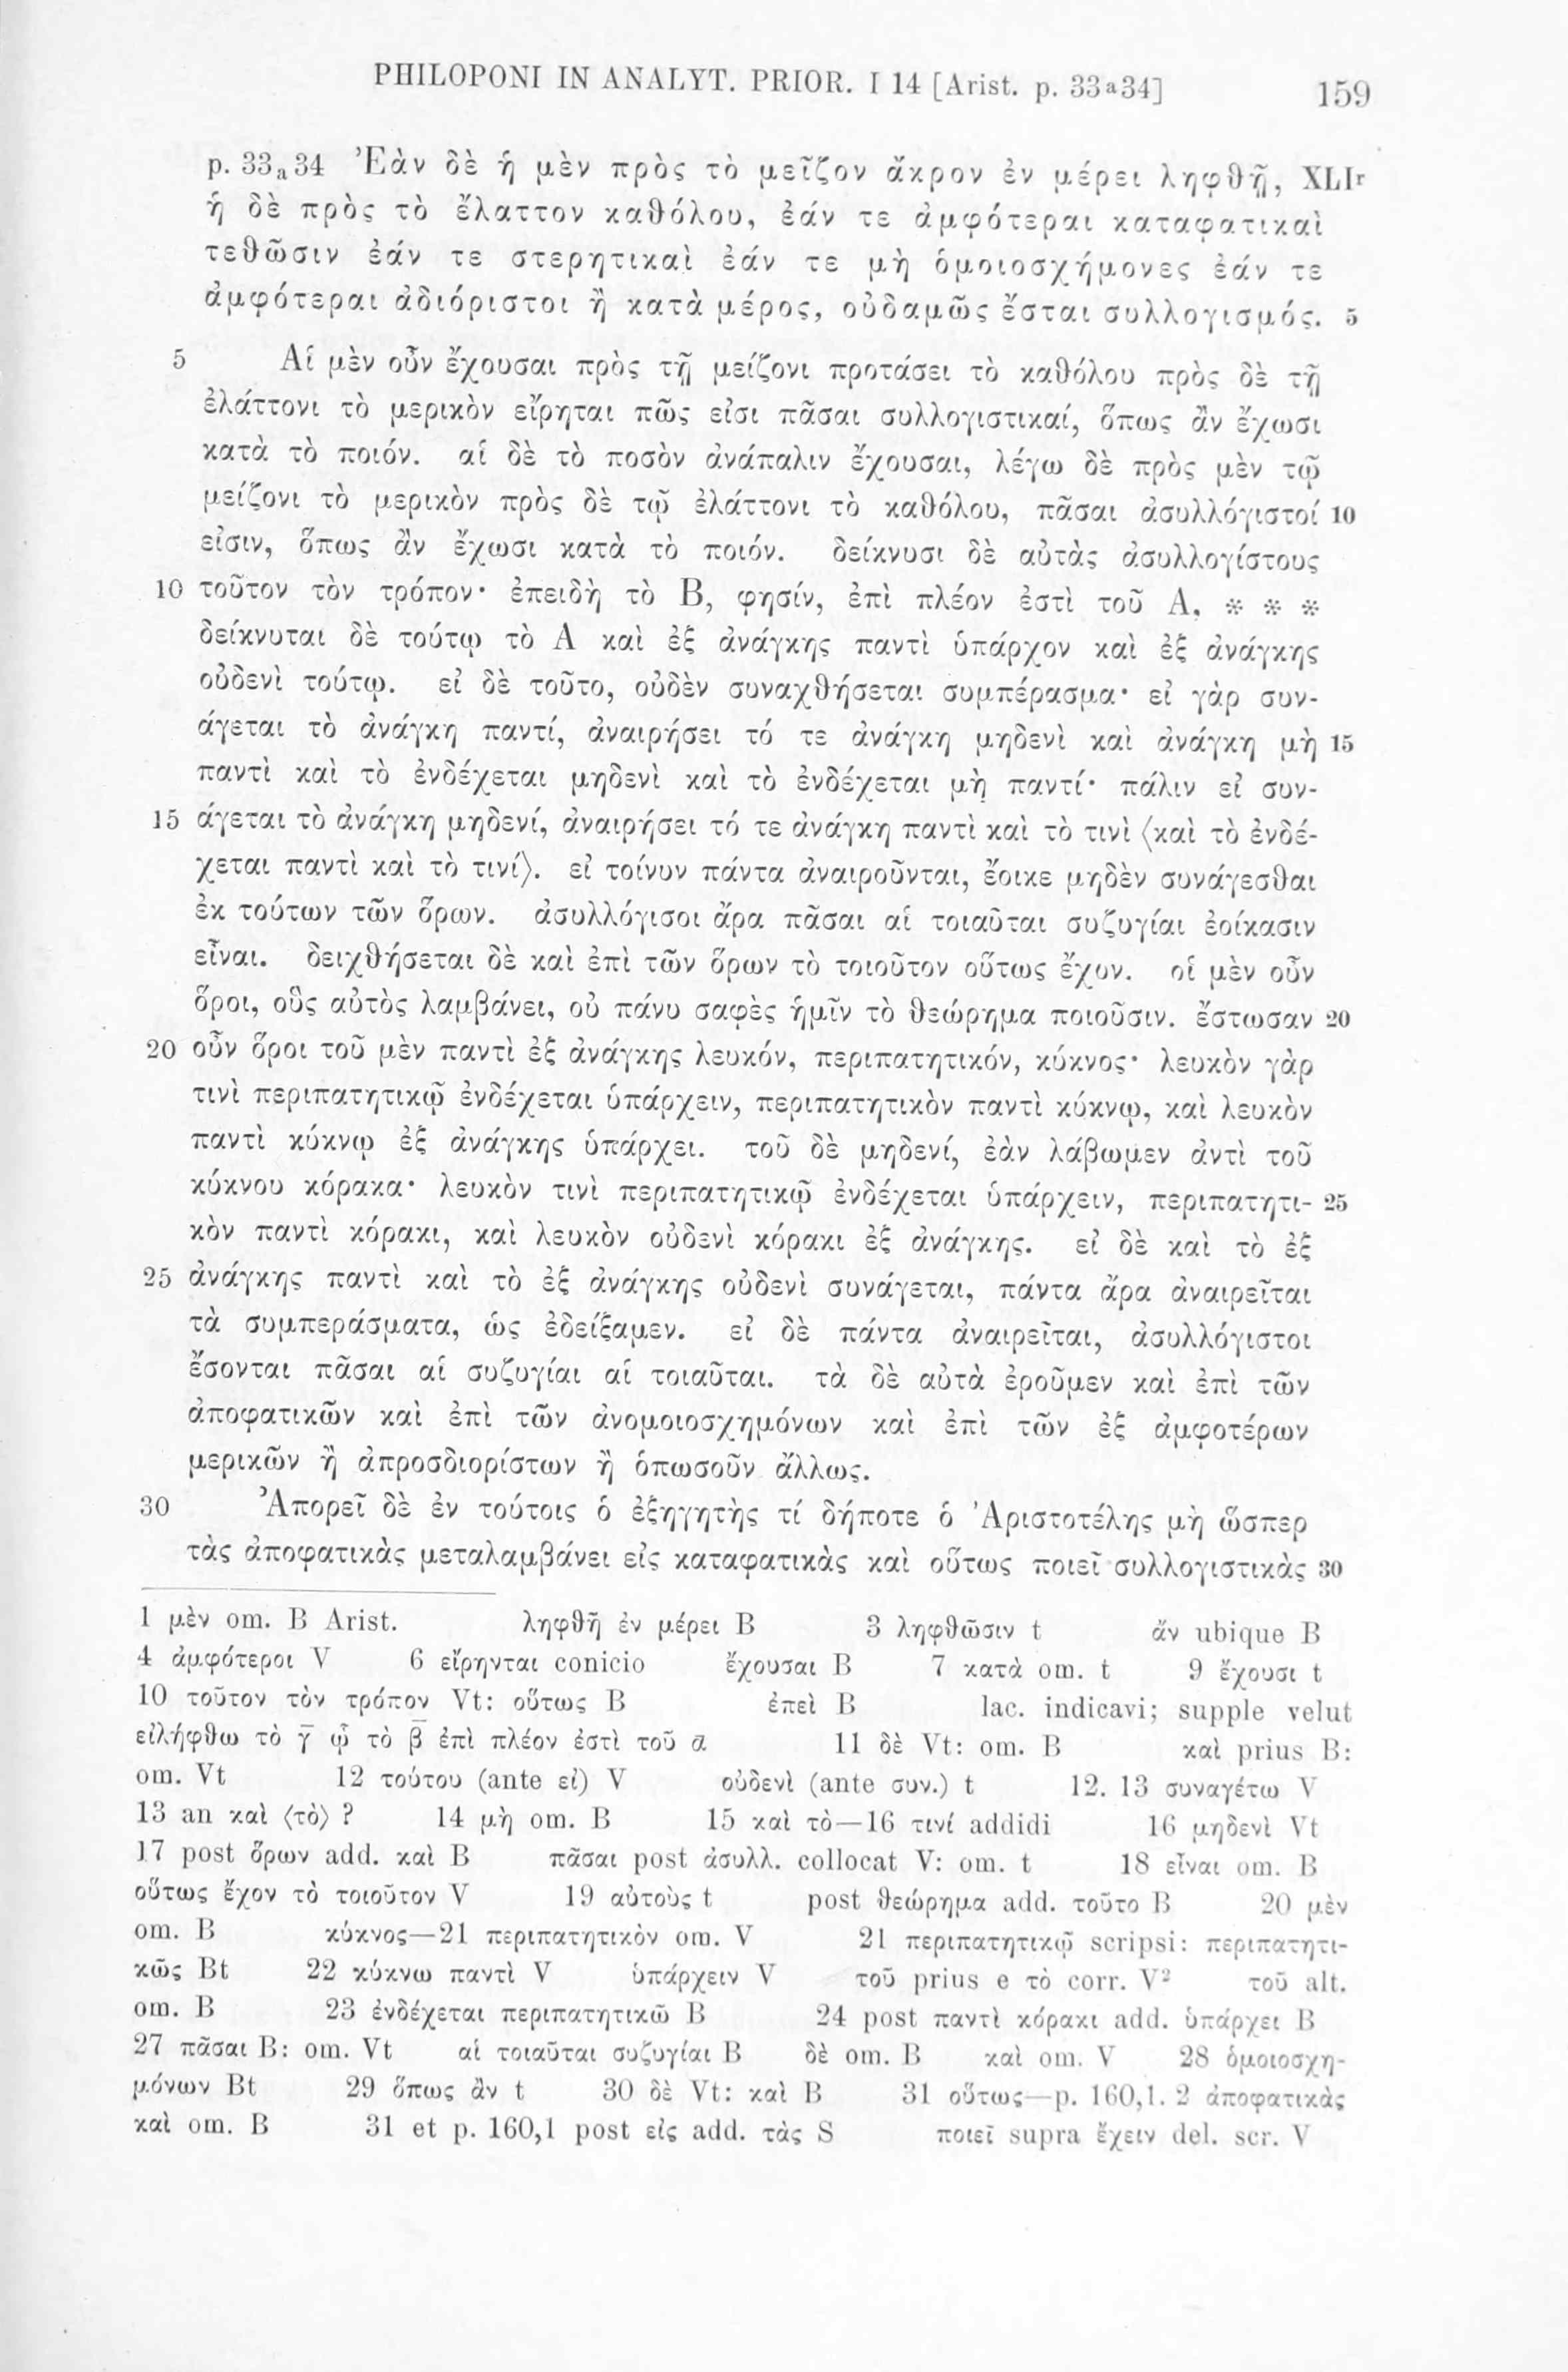 PHILOPONI IN ANALYT. PRIOR. I 14 [Arist. p. 33a34] 159
p. 33a34 Ἐὰν δὲ ἡ μὲν πρὸς τὸ μεῖζον ἄκρον ἐν μέρει ληφθῇ, XLIr
ἡ δὲ πρὸς τὸ ἔλαττον καθόλου, ἐάν τε ἀμφότεραι καταφατικαὶ
τεθῶσιν ἐάν τε στερητικαὶ ἐάν τε μὴ ὁμοιοσχήμονες ἐάν τε
ἀμφότεραι ἀδιόριστοι ἢ κατὰ μέρος, οὐδαμῶς ἔσται συλλογισμός. 5
5 Αἱ μὲν οὖν ἔχουσαι πρὸς τῇ μείζονι προτάσει τὸ καθόλου πρὸς δὲ τῇ
ἐλάττονι τὸ μερικὸν εἴρηται πῶς εἰσι πᾶσαι συλλογιστικαί, ὅπως ἂν ἔχωσι
κατὰ τὸ ποιόν. αἱ δὲ τὸ ποσὸν ἀνάπαλιν ἔχουσαι, λέγω δὲ πρὸς μὲν τῷ
μείζονι τὸ μερικὸν πρὸς δὲ τῷ ἐλάττονι τὸ καθόλου, πᾶσαι ἀσυλλόγιστοί 10
εἰσιν, ὅπως ἂν ἔχωσι κατὰ τὸ ποιόν. δείκνυσι δὲ αὐτὰς ἀσυλλογίστους
10 τοῦτον τὸν τρόπον· ἐπειδὴ τὸ Β, φησίν, ἐπὶ πλέον ἐστὶ τοῦ Α, * * *
δείκνυται δὲ τούτῳ τὸ Α καὶ ἐξ ἀνάγκης παντὶ ὑπάρχον καὶ ἐξ ἀνάγκης
οὐδενὶ τούτῳ. εἰ δὲ τοῦτο, οὐδὲν συναχθήσεται συμπέρασμα· εἰ γὰρ συν-
άγεται τὸ ἀνάγκη παντί, ἀναιρήσει τό τε ἀνάγκη μηδενὶ καὶ ἀνάγκη μὴ 15
παντὶ καὶ τὸ ἐνδέχεται μηδενὶ καὶ τὸ ἐνδέχεται μὴ παντί· πάλιν εἰ συν-
15 άγεται τὸ ἀνάγκη μηδενί, ἀναιρήσει τό τε ἀνάγκη παντὶ καὶ τὸ τινὶ ⟨καὶ τὸ ἐνδέ-
χεται παντὶ καὶ τὸ τινί⟩. εἰ τοίνυν πάντα ἀναιροῦνται, ἔοικε μηδὲν συνάγεσθαι
ἐκ τούτων τῶν ὅρων. ἀσυλλόγισοι ἄρα πᾶσαι αἱ τοιαῦται συζυγίαι ἐοίκασιν
εἶναι. δειχθήσεται δὲ καὶ ἐπὶ τῶν ὅρων τὸ τοιοῦτον οὕτως ἔχον. οἱ μὲν οὖν
ὅροι, οὓς αὐτὸς λαμβάνει, οὐ πάνυ σαφὲς ἡμῖν τὸ θεώρημα ποιοῦσιν. ἔστωσαν 20
20 οὖν ὅροι τοῦ μὲν παντὶ ἐξ ἀνάγκης λευκόν, περιπατητικόν, κύκνος· λευκὸν γὰρ
τινὶ περιπατητικῷ ἐνδέχεται ὑπάρχειν, περιπατητικὸν παντὶ κύκνῳ, καὶ λευκὸν
παντὶ κύκνῳ ἐξ ἀνάγκης ὑπάρχει. τοῦ δὲ μηδενί, ἐὰν λάβωμεν ἀντὶ τοῦ
κύκνου κόρακα· λευκὸν τινὶ περιπατητικῷ ἐνδέχεται ὑπάρχειν, περιπατητι- 25
κὸν παντὶ κόρακι, καὶ λευκὸν οὐδενὶ κόρακι ἐξ ἀνάγκης. εἰ δὲ καὶ τὸ ἐξ
25 ἀνάγκης παντὶ καὶ τὸ ἐξ ἀνάγκης οὐδενὶ συνάγεται, πάντα ἄρα ἀναιρεῖται
τὰ συμπεράσματα, ὡς ἐδείξαμεν. εἰ δὲ πάντα ἀναιρεῖται, ἀσυλλόγιστοι
ἔσονται πᾶσαι αἱ συζυγίαι αἱ τοιαῦται. τὰ δὲ αὐτὰ ἐροῦμεν καὶ ἐπὶ τῶν
ἀποφατικῶν καὶ ἐπὶ τῶν ἀνομοιοσχημόνων καὶ ἐπὶ τῶν ἐξ ἀμφοτέρων
μερικῶν ἢ ἀπροσδιορίστων ἢ ὁπωσοῦν ἄλλως.
30 Ἀπορεῖ δὲ ἐν τούτοις ὁ ἐξηγητὴς τί δήποτε ὁ Ἀριστοτέλης μὴ ὥσπερ
τὰς ἀποφατικὰς μεταλαμβάνει εἰς καταφατικὰς καὶ οὕτως ποιεῖ συλλογιστικὰς 30
1 μὲν om. B Arist. ληφθῆ ἐν μέρει B 3 ληφθῶσιν t ἄν ubique B
4 ἀμφότεροι V 6 εἴρηνται conicio ἔχουσαι B 7 κατὰ om. t 9 ἔχουσι t
10 τοῦτον τὸν τρόπον Vt: οὕτως B ἐπεὶ B lac. indicavi; supple velut
εἰλήφθω τὸ γ̅ ᾧ τὸ β̅ ἐπὶ πλέον ἐστὶ τοῦ α̅ 11 δὲ Vt: om. B καὶ prius B:
om. Vt 12 τούτου (ante εἰ) V οὐδενὶ (ante συν.) t 12. 13 συναγέτω V
13 an καὶ ⟨τὸ⟩ ? 14 μὴ om. B 15 καὶ τὸ—16 τινί addidi 16 μηδενὶ Vt
17 post ὅρων add. καὶ B πᾶσαι post ἀσυλλ. collocat V: om. t 18 εἶναι om. B
οὕτως ἔχον τὸ τοιοῦτον V 19 αὐτοὺς t post θεώρημα add. τοῦτο B 20 μὲν
om. B κύκνος—21 περιπατητικὸν om. V 21 περιπατητικῷ scripsi: περιπατητι-
κῶς Bt 22 κύκνω παντὶ V ὑπάρχειν V τοῦ prius e τὸ corr. V² τοῦ alt.
om. B 23 ἐνδέχεται περιπατητικῶ B 24 post παντὶ κόρακι add. ὑπάρχει B
27 πᾶσαι B: om. Vt αἱ τοιαῦται συζυγίαι B δὲ om. B καὶ om. V 28 ὁμοιοσχη-
μόνων Bt 29 ὅπως ἂν t 30 δὲ Vt: καὶ B 31 οὕτως—p. 160,1. 2 ἀποφατικὰς
καὶ om. B 31 et p. 160,1 post εἰς add. τὰς S ποιεῖ supra ἔχειν del. scr. V